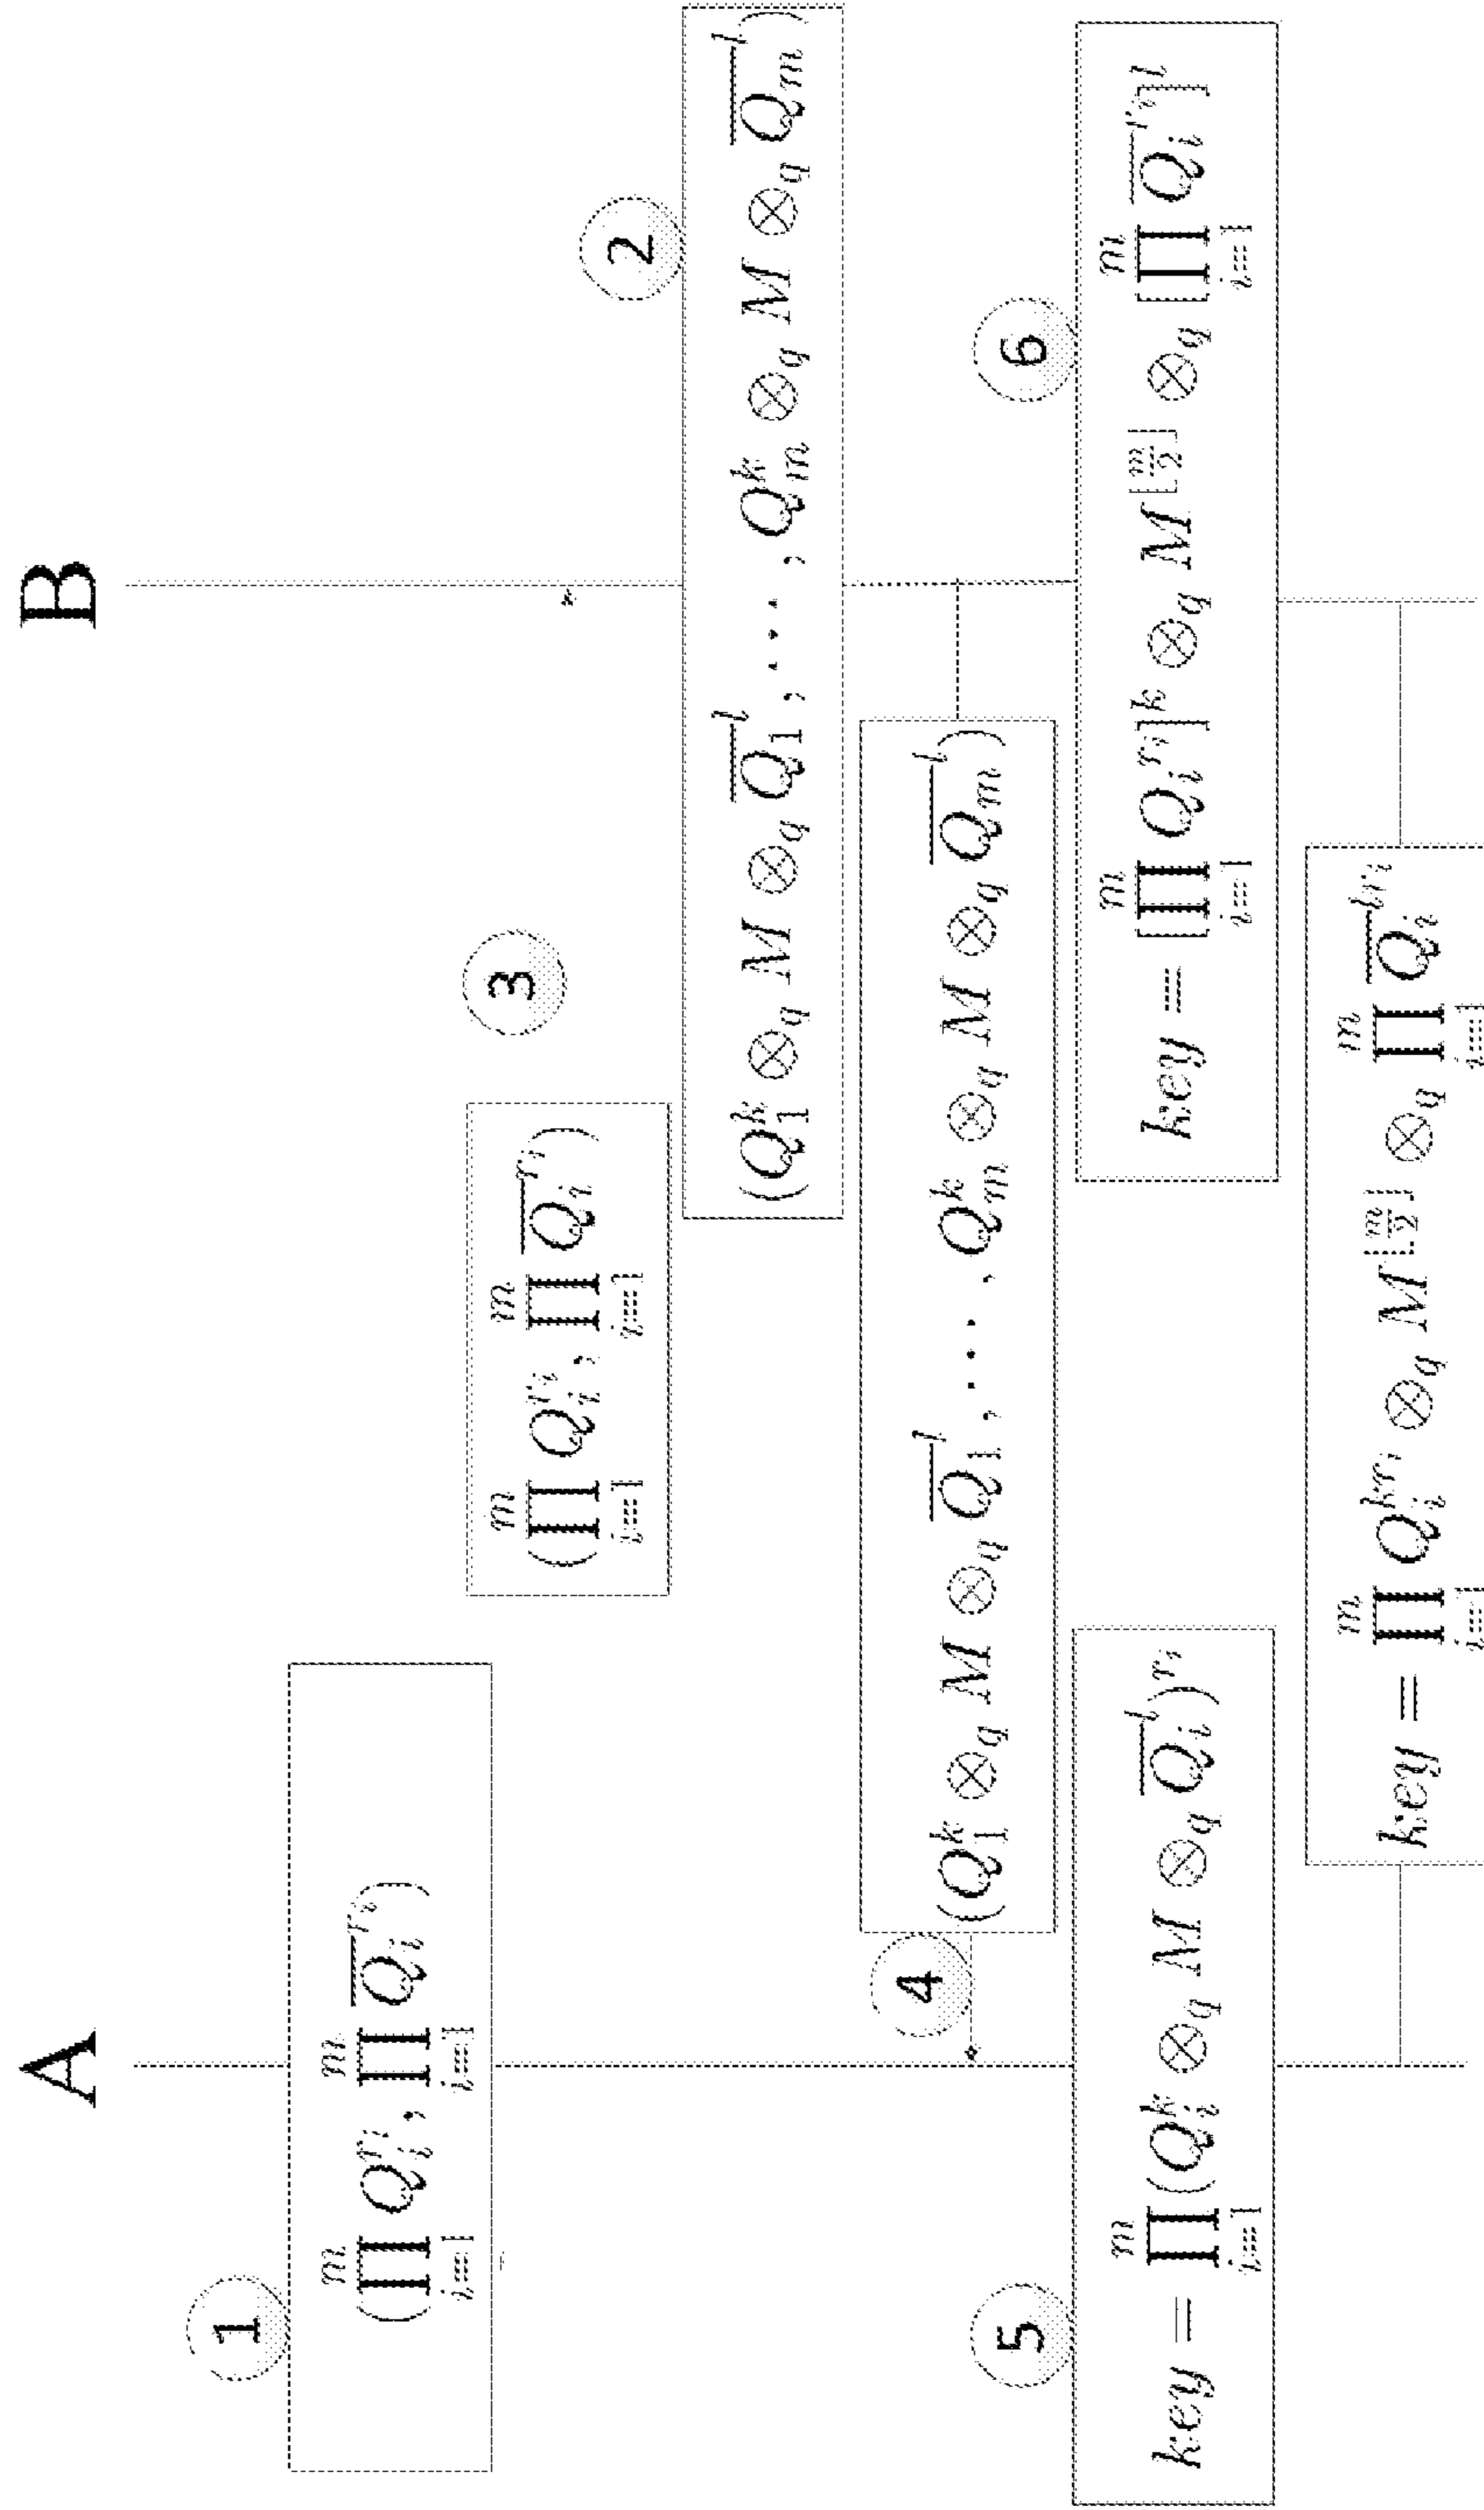 A B
1
(∏_{i=1}^{m} Q_i^{r_i}, ∏_{i=1}^{m} \overline{Q_i}^{r_i})
3
(∏_{i=1}^{m} Q_i^{r_i}, ∏_{i=1}^{m} \overline{Q_i}^{r_i})
2
(Q_1^k ⊗_q M ⊗_q \overline{Q_1}^l, ⋯, Q_m^k ⊗_q M ⊗_q \overline{Q_m}^l)
4
(Q_1^k ⊗_q M ⊗_q \overline{Q_1}^l, ⋯, Q_m^k ⊗_q M ⊗_q \overline{Q_m}^l)
5
key = ∏_{i=1}^{m} (Q_i^k ⊗_q M ⊗_q \overline{Q_i}^l)^{r_i}
6
key = [∏_{i=1}^{m} Q_i^{r_i}]^k ⊗_q M^{[\frac{m}{2}]} ⊗_q [∏_{i=1}^{m} \overline{Q_i}^{r_i}]^l
key = ∏_{i=1}^{m} Q_i^{kr_i} ⊗_q M^{[\frac{m}{2}]} ⊗_q ∏_{i=1}^{m} \overline{Q_i}^{lr_i}